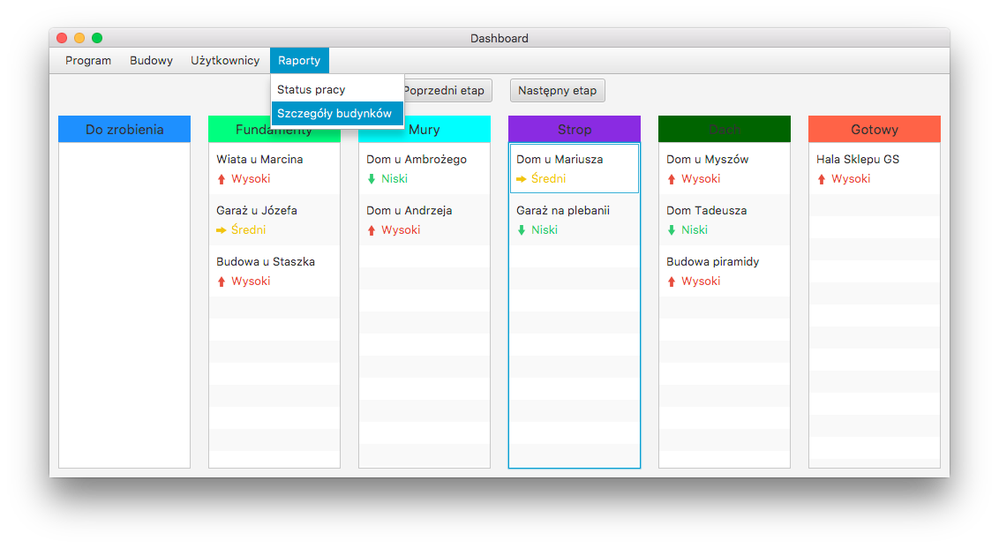 Dashboard
Program Budowy Użytkownicy Raporty
Status pracy
Szczegóły budynków
Poprzedni etap Następny etap
Do zrobienia Fundamenty Mury Strop Dach Gotowy
Wiata u Marcina Dom u Ambrożego Dom u Mariusza Dom u Myszów Hala Sklepu GS
Wysoki Niski Średni Wysoki Wysoki
Garaż u Józefa Dom u Andrzeja Garaż na plebanii Dom Tadeusza
Średni Wysoki Niski Niski
Budowa u Staszka Budowa piramidy
Wysoki Wysoki